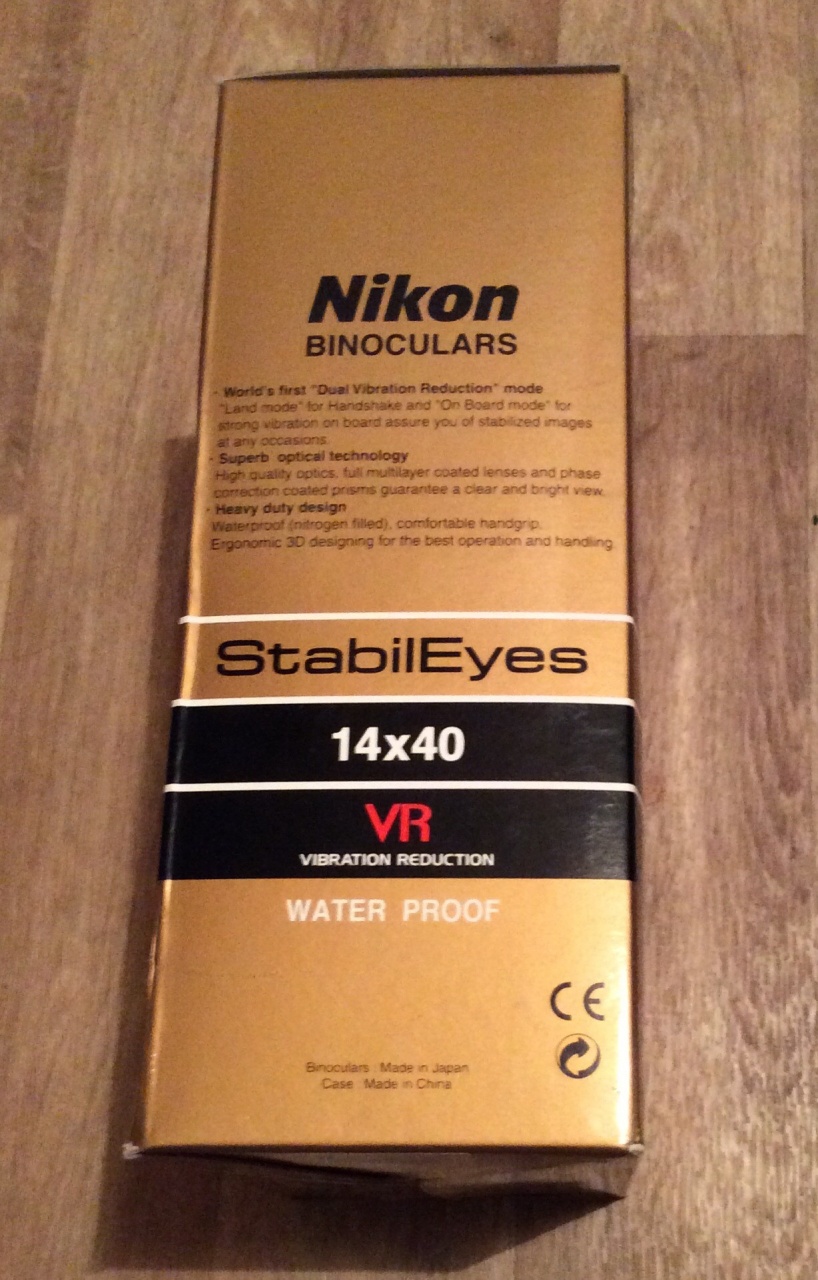 Nikon
BINOCULARS
· World's first "Dual Vibration Reduction" mode
"Land mode" for Handshake and "On Board mode" for
strong vibration on board assure you of stabilized images
at any occasions.
· Superb optical technology
High quality optics, full multilayer coated lenses and phase
correction coated prisms guarantee a clear and bright view.
· Heavy duty design
Waterproof (nitrogen filled), comfortable handgrip.
Ergonomic 3D designing for the best operation and handling.
StabilEyes
14x40
VR
VIBRATION REDUCTION
WATER PROOF
CE
Binoculars : Made in Japan
Case : Made in China